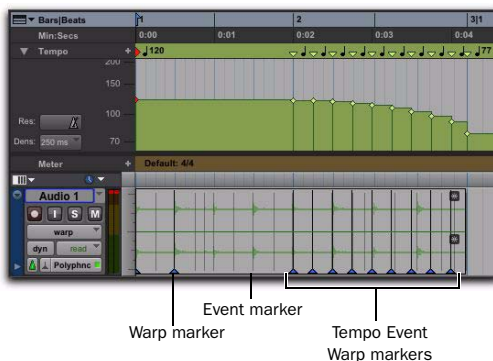 Bars|Beats
1
2
3|1
Min:Secs
0:00
0:01
0:02
0:03
0:04
Tempo
+
120
77
200
150
100
70
Res:
Dens: 250 ms
Meter
+
Default: 4/4
Audio 1
I
S
M
warp
dyn
read
Polyphnc
Event marker
Warp marker
Tempo Event
Warp markers